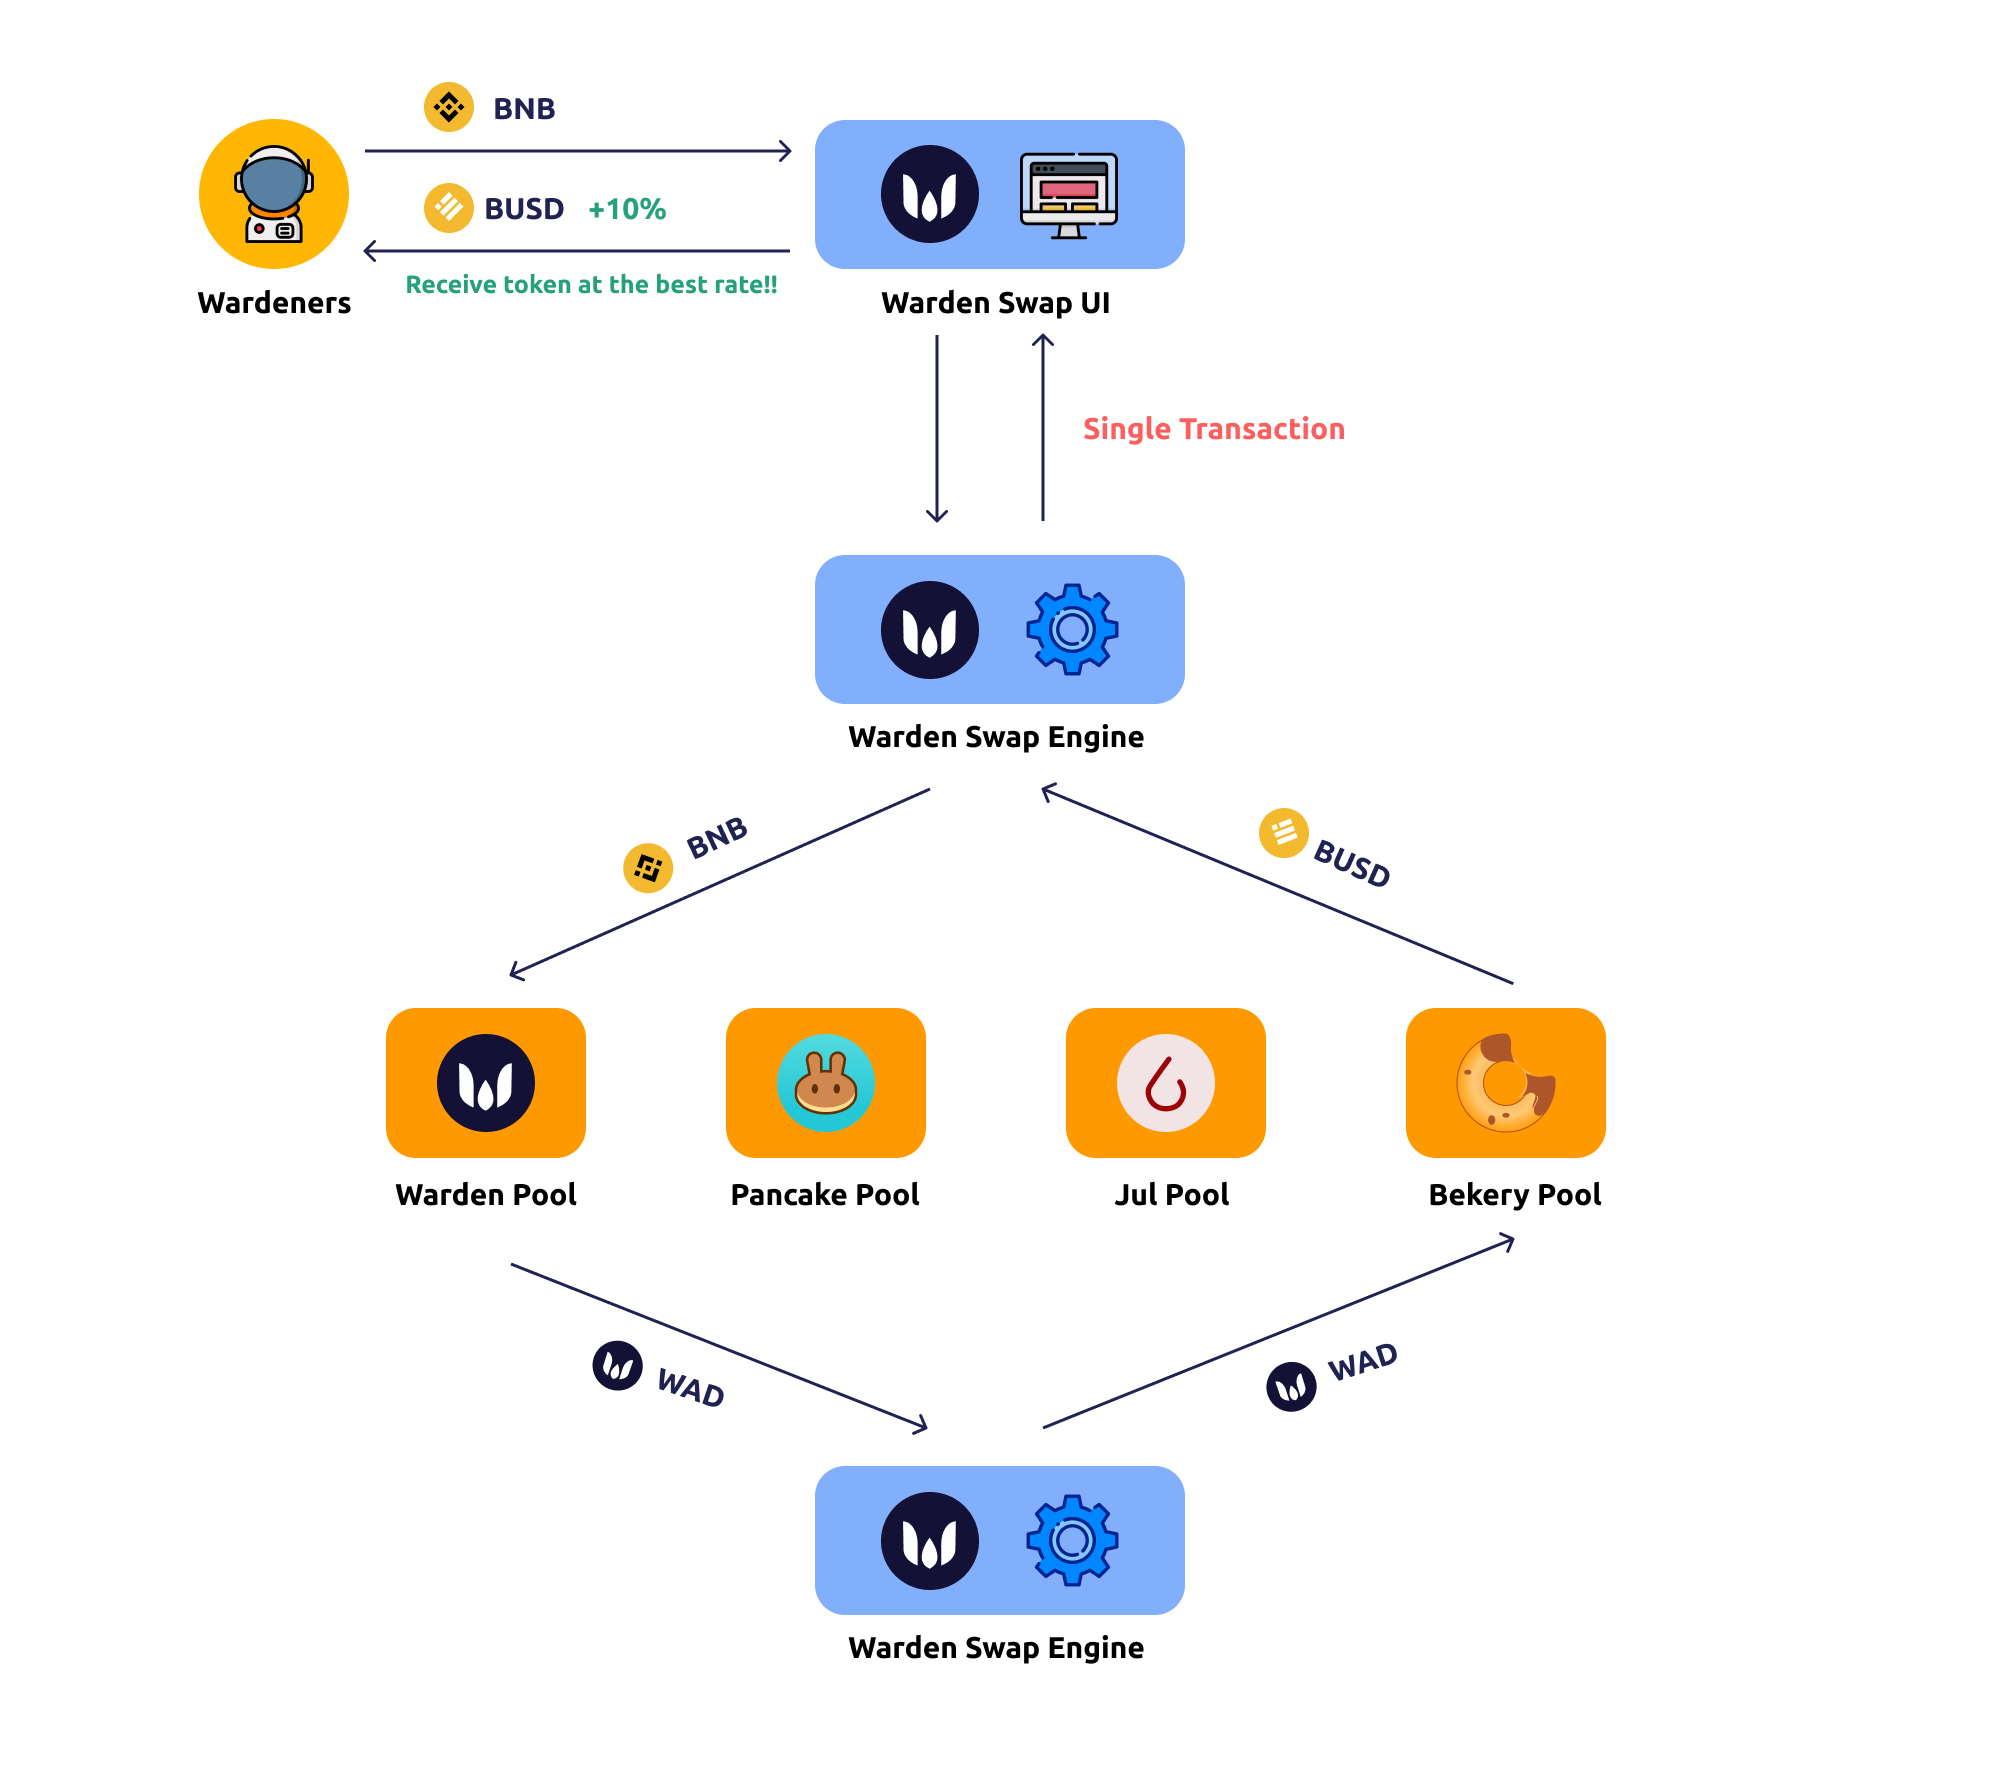 BNB
BUSD +10%
Receive token at the best rate!!
Wardeners
Warden Swap UI
Single Transaction
Warden Swap Engine
BNB
BUSD
Warden Pool
Pancake Pool
Jul Pool
Bekery Pool
WAD
WAD
Warden Swap Engine